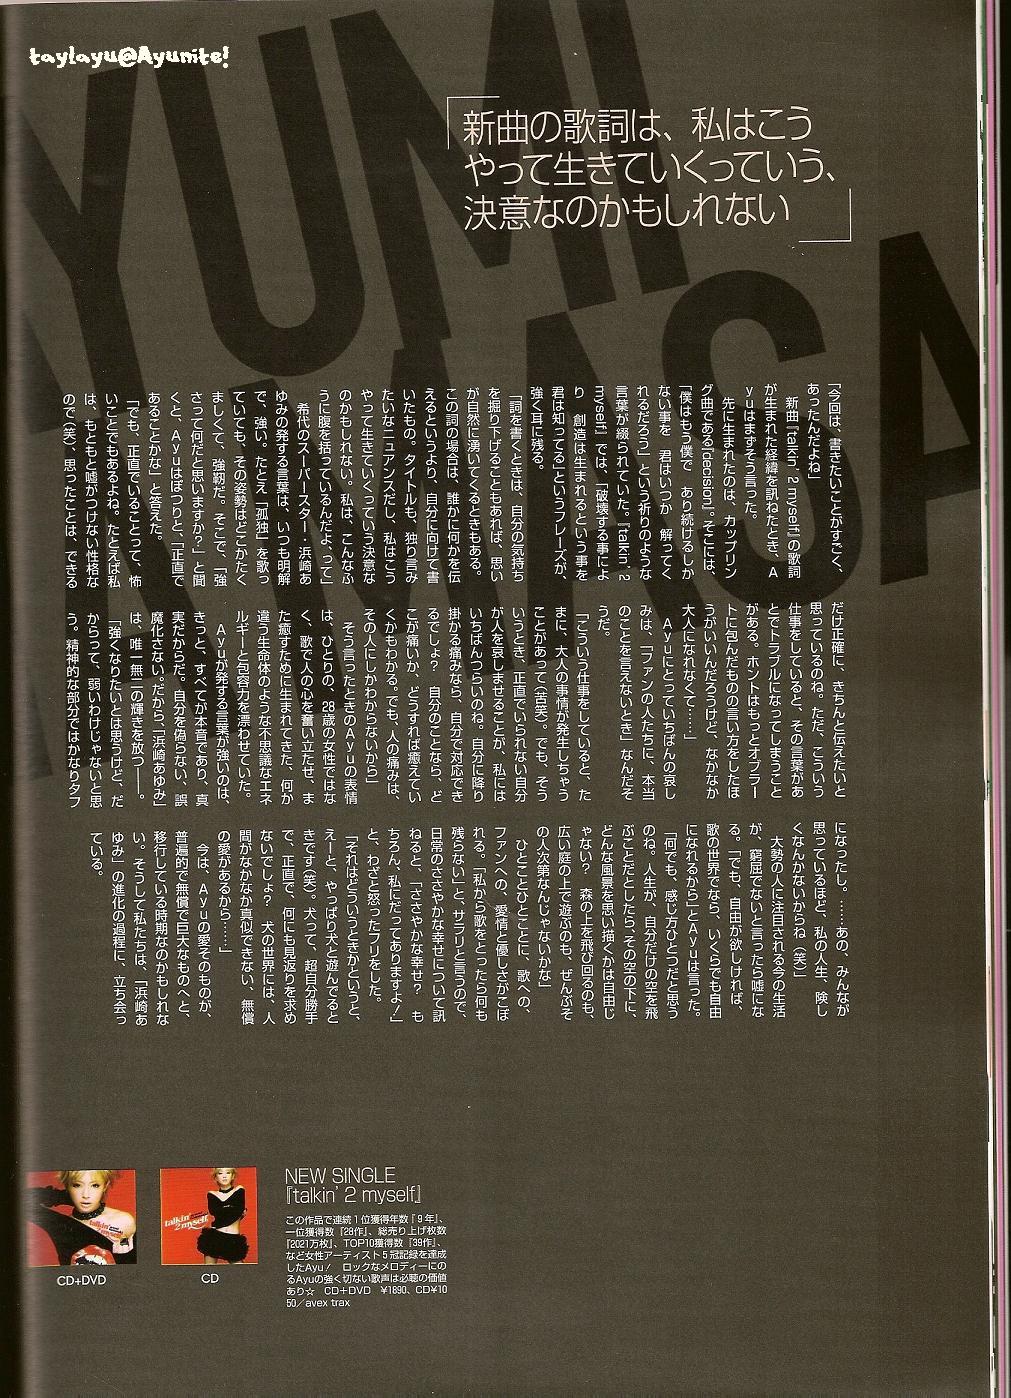 taylayu@Ayumite!
AYUMI
HAMASA
新曲の歌詞は、私はこう
やって生きていくっていう、
決意なのかもしれない
「今回は、書きたいことがすごく、
あったんだよね」
新曲『talkin' 2 myself』の歌詞
が生まれた経緯を訊ねたとき、A
yuはまずそう言った。
先に生まれたのは、カップリン
グ曲である『decision』。そこには、
「僕はもう僕で　あり続けるしか
ない事を　君はいつか　解ってく
れるだろう」という祈りのような
言葉が綴られていた。『talkin' 2
myself』では、「破壊する事によ
り　創造は生まれるという事を
君は知ってる」というフレーズが、
強く耳に残る。
「詞を書くときは、自分の気持ち
を掘り下げることもあれば、思い
が自然に湧いてくるときもある。
この詞の場合は、誰かに何かを伝
えるというより、自分に向けて書
いたもの。タイトルも、独り言み
たいなニュアンスだし、私はこう
やって生きていくっていう決意な
のかもしれない。私は、こんなふ
うに腹を括っているんだよ、って」
希代のスーパースター・浜崎あ
ゆみの発する言葉は、いつも明解
で、強い。たとえ「孤独」を歌っ
ていても、その姿勢はどこかたく
ましくて、強靭だ。そこで、「強
さって何だと思いますか？」と聞
くと、Ayuはぽつりと、「正直で
あることかな」と答えた。
「でも、正直でいることって、怖
いことでもあるよね。たとえば私
は、もともと嘘がつけない性格な
ので（笑）、思ったことは、できる
だけ正確に、きちんと伝えたいと
思っているのね。ただ、こういう
仕事をしていると、その言葉があ
とでトラブルになってしまうこと
がある。ホントはもっとオブラー
トに包んだもの言い方をしたほ
うがいいんだろうけど、なかなか
大人になれなくて……」
Ayuにとっていちばんの哀し
みは、「ファンの人たちに、本当
のことを言えないとき」なんだそ
うだ。
「こういう仕事をしていると、た
まに、大人の事情が発生しちゃう
ことがあって（苦笑）。でも、そう
いうとき、正直でいられない自分
が人を哀しませることが、私には
いちばんつらいのね。自分に降り
掛かる痛みなら、自分で対応でき
るでしょ？　自分のことなら、ど
こが痛いか、どうすれば癒えてい
くかもわかる。でも、人の痛みは、
その人にしかわからないから」
そう言ったときのAyuの表情
は、ひとりの、28歳の女性ではな
く、歌で人の心を奮い立たせ、ま
た癒すために生まれてきた、何か
違う生命体のような不思議なエネ
ルギーと包容力を漂わせていた。
Ayuが発する言葉が強いのは、
きっと、すべてが本音であり、真
実だからだ。自分を偽らない、誤
魔化さない。だから、「浜崎あゆみ」
は、唯一無二の輝きを放つ――。
「強くなりたいとは思うけど、だ
からって、弱いわけじゃないと思
う。精神的な部分ではかなりタフ
になったし。……あの、みんなが
思っているほど、私の人生、険し
くなんかないからね（笑）」
大勢の人に注目される今の生活
が、窮屈でないと言ったら嘘にな
る。「でも、自由が欲しければ、
歌の世界でなら、いくらでも自由
になれるから」とAyuは言った。
「何でも、感じ方ひとつだと思う
のね。人生が、自分だけの空を飛
ぶことだとしたら、その空の下に、
どんな風景を思い描くかは自由じ
ゃない？　森の上を飛び回るのも、
広い庭の上で遊ぶのも、ぜんぶそ
の人次第なんじゃないかな」
ひとことひとことに、歌への、
ファンへの、愛情と優しさがこぼ
れる。「私から歌をとったら何も
残らない」と、サラリと言うので、
日常のささやかな幸せについて訊
ねると、「ささやかな幸せ？　も
ちろん、私にだってありますよ！」
と、わざと怒ったフリをした。
「それはどういうときかというと、
えーと、やっぱり犬と遊んでると
きです（笑）。犬って、超自分勝手
で、正直で、何にも見返りを求め
ないでしょ？　犬の世界には、人
間がなかなか真似できない、無償
の愛があるから……」
今は、Ayuの愛そのものが、
普遍的で無償で巨大なものへと、
移行している時期なのかもしれな
い。そうして私たちは、「浜崎あ
ゆみ」の進化の過程に、立ち会っ
ている。
NEW SINGLE
『talkin' 2 myself』
この作品で連続1位獲得年数『9年』、
一位獲得数『28作』、総売り上げ枚数
『2021万枚』、TOP10獲得数『39作』、
など女性アーティスト5冠記録を達成
したAyu！　ロックなメロディーにの
るAyuの強く切ない歌声は必聴の価値
あり☆　CD+DVD　¥1890、CD¥10
50／avex trax
talkin'
2 myself
CD+DVD
CD